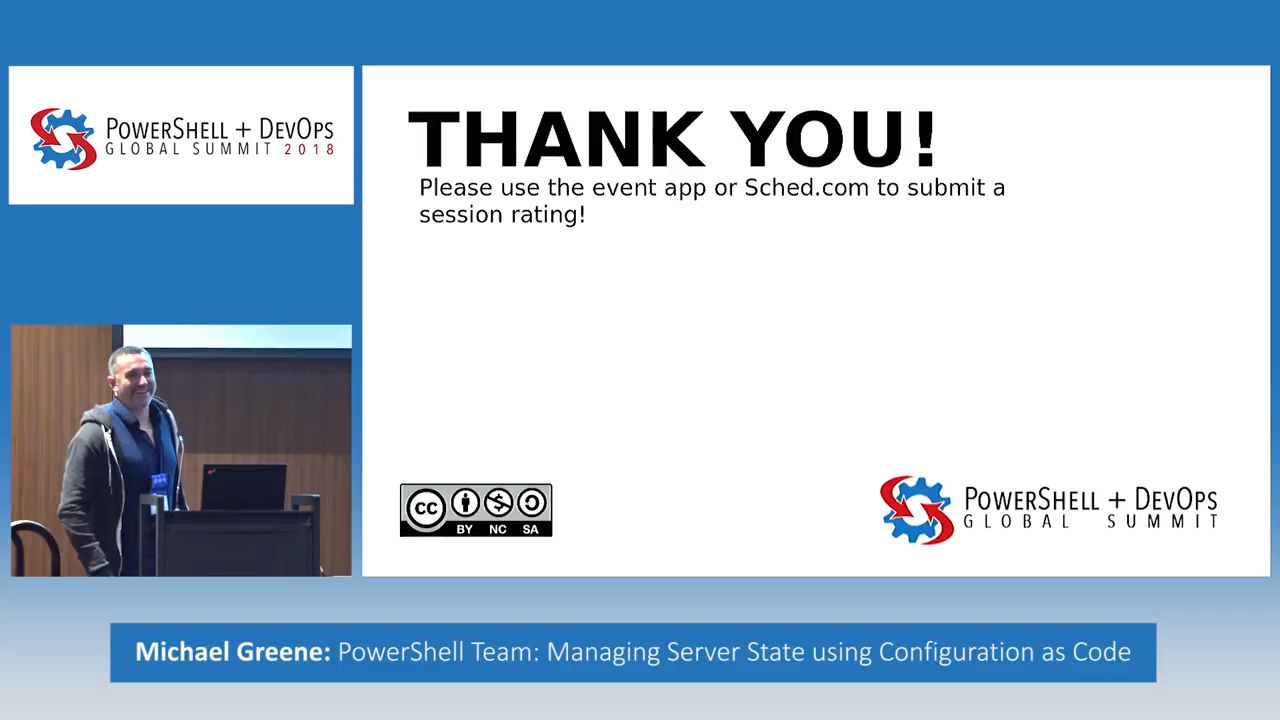 POWERSHELL + DEVOPS
GLOBAL SUMMIT 2018
THANK YOU!
Please use the event app or Sched.com to submit a
session rating!
CC
BY NC SA
POWERSHELL + DEVOPS
GLOBAL SUMMIT
Michael Greene: PowerShell Team: Managing Server State using Configuration as Code